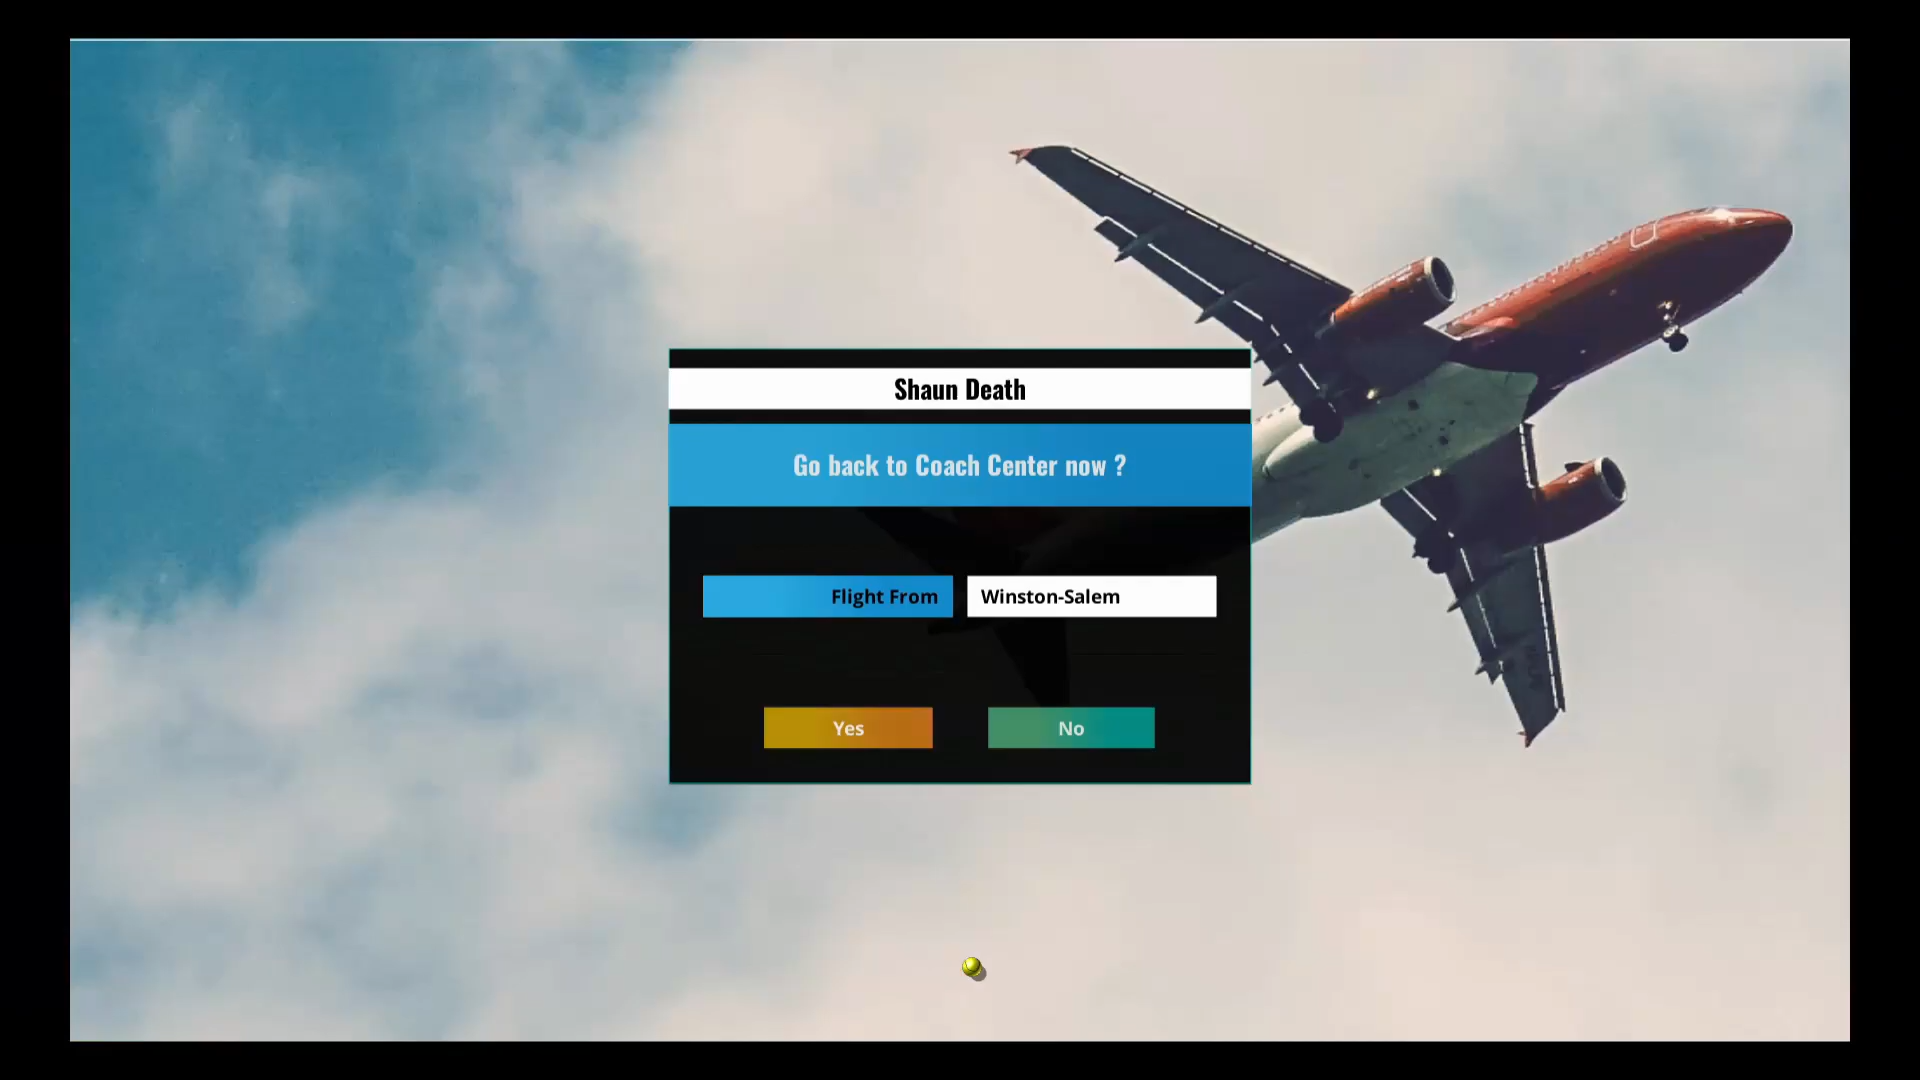 Shaun Death
Go back to Coach Center now ?
Flight From
Winston-Salem
Yes
No